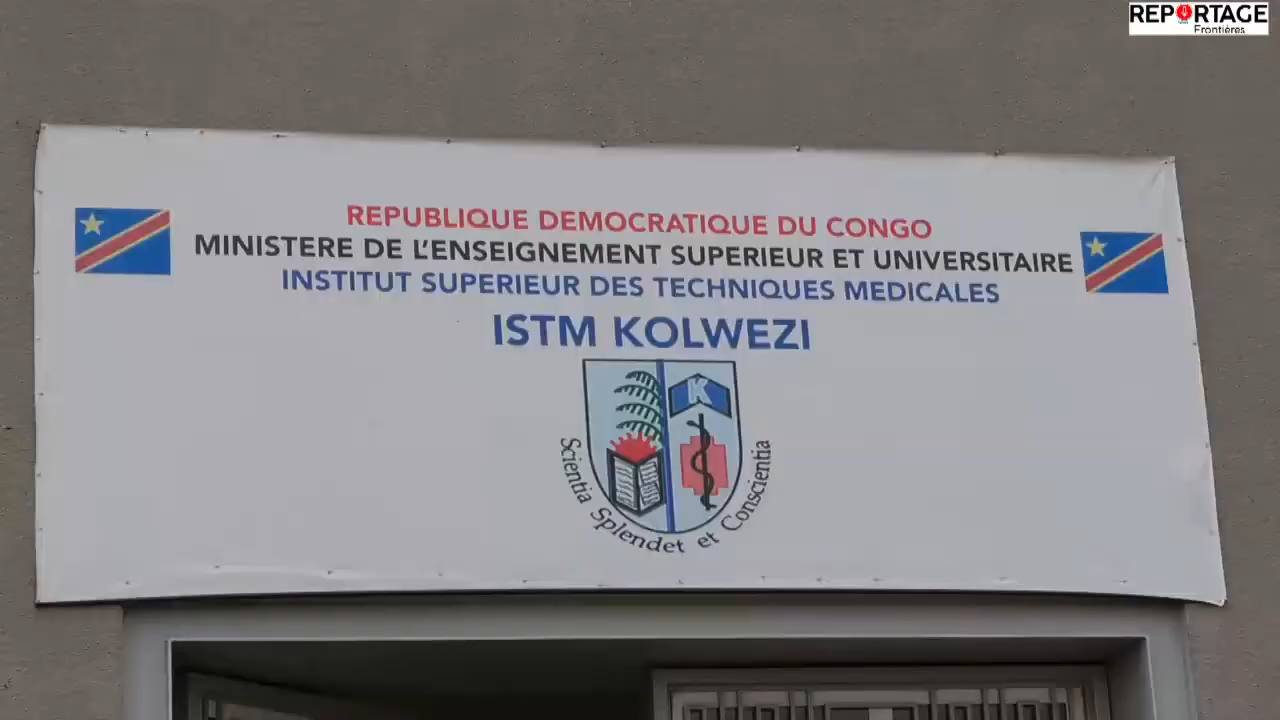 REPORTAGE
Frontières
REPUBLIQUE DEMOCRATIQUE DU CONGO
MINISTERE DE L'ENSEIGNEMENT SUPERIEUR ET UNIVERSITAIRE
INSTITUT SUPERIEUR DES TECHNIQUES MEDICALES
ISTM KOLWEZI
K
Scientia Splendet et Conscientia